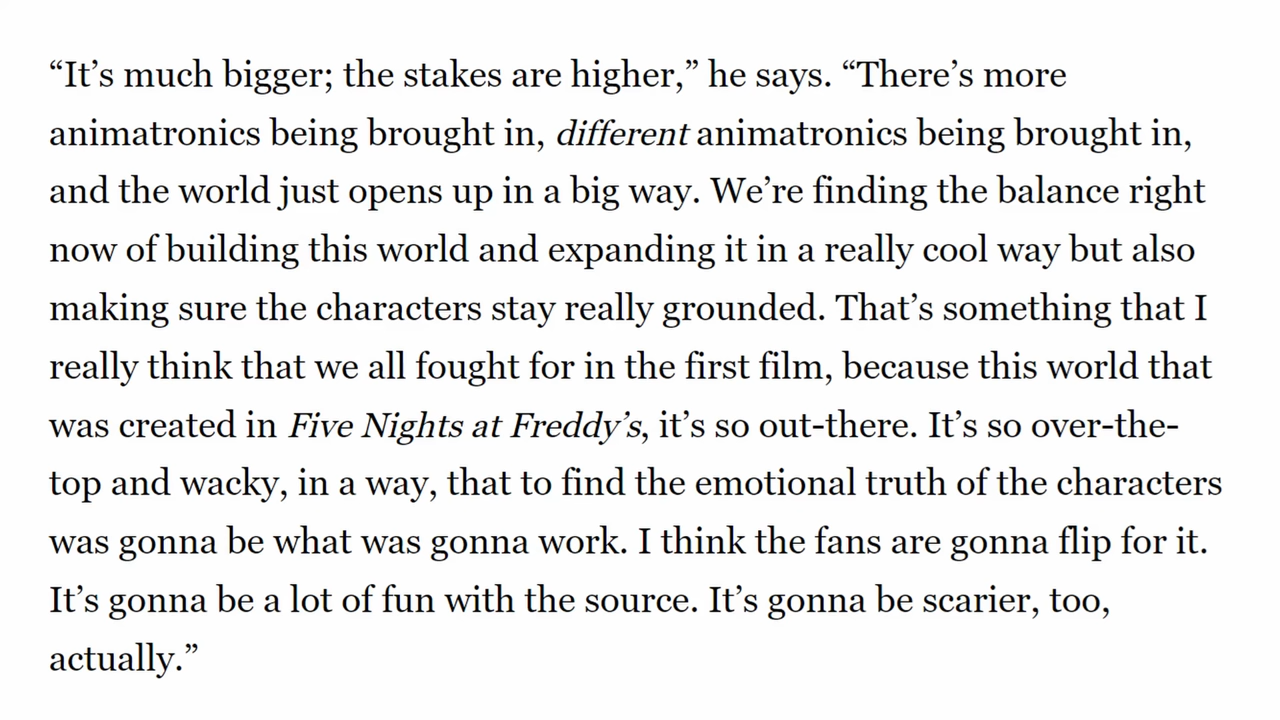 “It’s much bigger; the stakes are higher,” he says. “There’s more
animatronics being brought in, different animatronics being brought in,
and the world just opens up in a big way. We’re finding the balance right
now of building this world and expanding it in a really cool way but also
making sure the characters stay really grounded. That’s something that I
really think that we all fought for in the first film, because this world that
was created in Five Nights at Freddy’s, it’s so out-there. It’s so over-the-
top and wacky, in a way, that to find the emotional truth of the characters
was gonna be what was gonna work. I think the fans are gonna flip for it.
It’s gonna be a lot of fun with the source. It’s gonna be scarier, too,
actually.”